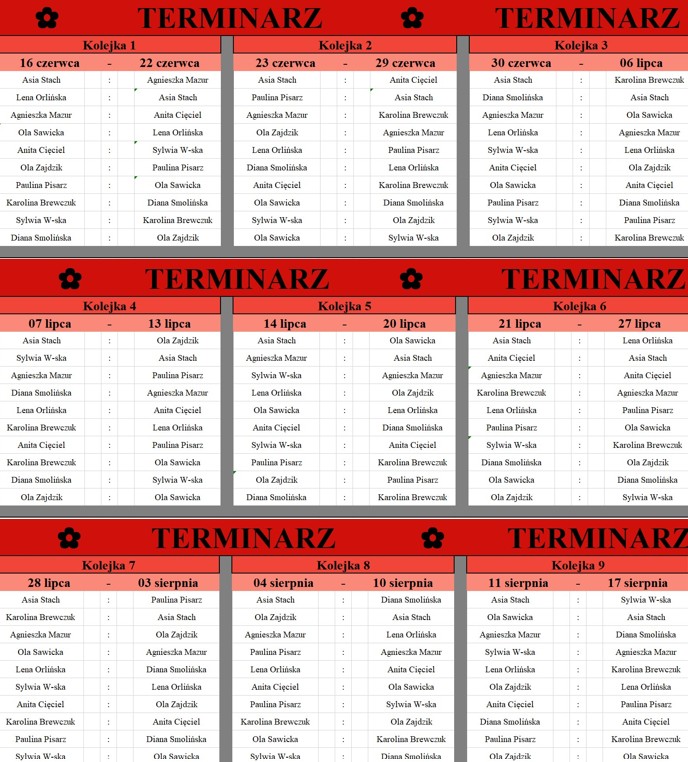 TERMINARZ TERMINARZ
Kolejka 1 Kolejka 2 Kolejka 3
16 czerwca - 22 czerwca 23 czerwca - 29 czerwca 30 czerwca - 06 lipca
Asia Stach : Agnieszka Mazur Asia Stach : Anita Cięciel Asia Stach : Karolina Brewczuk
Lena Orlińska : Asia Stach Paulina Pisarz : Asia Stach Diana Smolińska : Asia Stach
Agnieszka Mazur : Anita Cięciel Agnieszka Mazur : Karolina Brewczuk Agnieszka Mazur : Ola Sawicka
Ola Sawicka : Lena Orlińska Ola Zajdzik : Agnieszka Mazur Lena Orlińska : Agnieszka Mazur
Anita Cięciel : Sylwia W-ska Lena Orlińska : Paulina Pisarz Sylwia W-ska : Lena Orlińska
Ola Zajdzik : Paulina Pisarz Diana Smolińska : Lena Orlińska Anita Cięciel : Ola Zajdzik
Paulina Pisarz : Ola Sawicka Anita Cięciel : Karolina Brewczuk Ola Sawicka : Anita Cięciel
Karolina Brewczuk : Diana Smolińska Ola Sawicka : Diana Smolińska Paulina Pisarz : Diana Smolińska
Sylwia W-ska : Karolina Brewczuk Sylwia W-ska : Ola Zajdzik Sylwia W-ska : Paulina Pisarz
Diana Smolińska : Ola Zajdzik Ola Sawicka : Sylwia W-ska Ola Zajdzik : Karolina Brewczuk
TERMINARZ TERMINARZ
Kolejka 4 Kolejka 5 Kolejka 6
07 lipca - 13 lipca 14 lipca - 20 lipca 21 lipca - 27 lipca
Asia Stach : Ola Zajdzik Asia Stach : Ola Sawicka Asia Stach : Lena Orlińska
Sylwia W-ska : Asia Stach Agnieszka Mazur : Asia Stach Anita Cięciel : Asia Stach
Agnieszka Mazur : Paulina Pisarz Sylwia W-ska : Agnieszka Mazur Agnieszka Mazur : Anita Cięciel
Diana Smolińska : Agnieszka Mazur Lena Orlińska : Ola Zajdzik Karolina Brewczuk : Agnieszka Mazur
Lena Orlińska : Anita Cięciel Ola Sawicka : Lena Orlińska Lena Orlińska : Paulina Pisarz
Karolina Brewczuk : Lena Orlińska Anita Cięciel : Diana Smolińska Paulina Pisarz : Ola Sawicka
Anita Cięciel : Paulina Pisarz Sylwia W-ska : Anita Cięciel Sylwia W-ska : Karolina Brewczuk
Karolina Brewczuk : Ola Sawicka Paulina Pisarz : Karolina Brewczuk Diana Smolińska : Ola Zajdzik
Diana Smolińska : Sylwia W-ska Ola Zajdzik : Paulina Pisarz Ola Sawicka : Diana Smolińska
Ola Zajdzik : Ola Sawicka Diana Smolińska : Karolina Brewczuk Ola Zajdzik : Sylwia W-ska
TERMINARZ TERMINARZ
Kolejka 7 Kolejka 8 Kolejka 9
28 lipca - 03 sierpnia 04 sierpnia - 10 sierpnia 11 sierpnia - 17 sierpnia
Asia Stach : Paulina Pisarz Asia Stach : Diana Smolińska Asia Stach : Sylwia W-ska
Karolina Brewczuk : Asia Stach Ola Zajdzik : Asia Stach Ola Sawicka : Asia Stach
Agnieszka Mazur : Ola Zajdzik Agnieszka Mazur : Lena Orlińska Agnieszka Mazur : Diana Smolińska
Ola Sawicka : Agnieszka Mazur Paulina Pisarz : Agnieszka Mazur Sylwia W-ska : Agnieszka Mazur
Lena Orlińska : Diana Smolińska Lena Orlińska : Anita Cięciel Lena Orlińska : Karolina Brewczuk
Sylwia W-ska : Lena Orlińska Anita Cięciel : Ola Sawicka Ola Zajdzik : Lena Orlińska
Anita Cięciel : Ola Zajdzik Paulina Pisarz : Sylwia W-ska Anita Cięciel : Paulina Pisarz
Karolina Brewczuk : Anita Cięciel Karolina Brewczuk : Ola Zajdzik Diana Smolińska : Anita Cięciel
Paulina Pisarz : Diana Smolińska Ola Sawicka : Karolina Brewczuk Paulina Pisarz : Ola Sawicka
Sylwia W-ska : Ola Sawicka Sylwia W-ska : Diana Smolińska Ola Zajdzik : Ola Sawicka